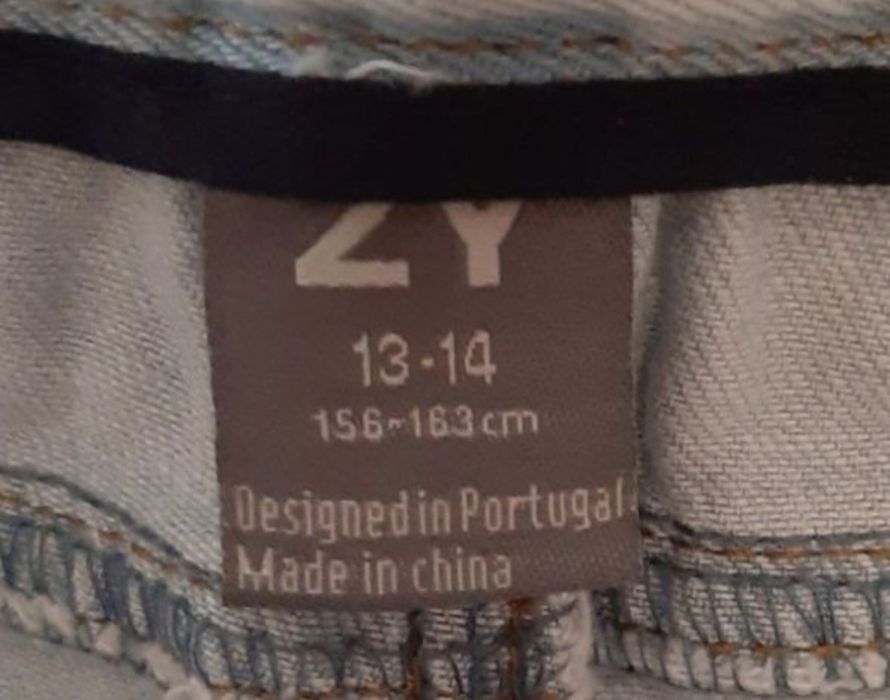 ZY
13-14
156-163cm
Designed in Portugal
Made in china